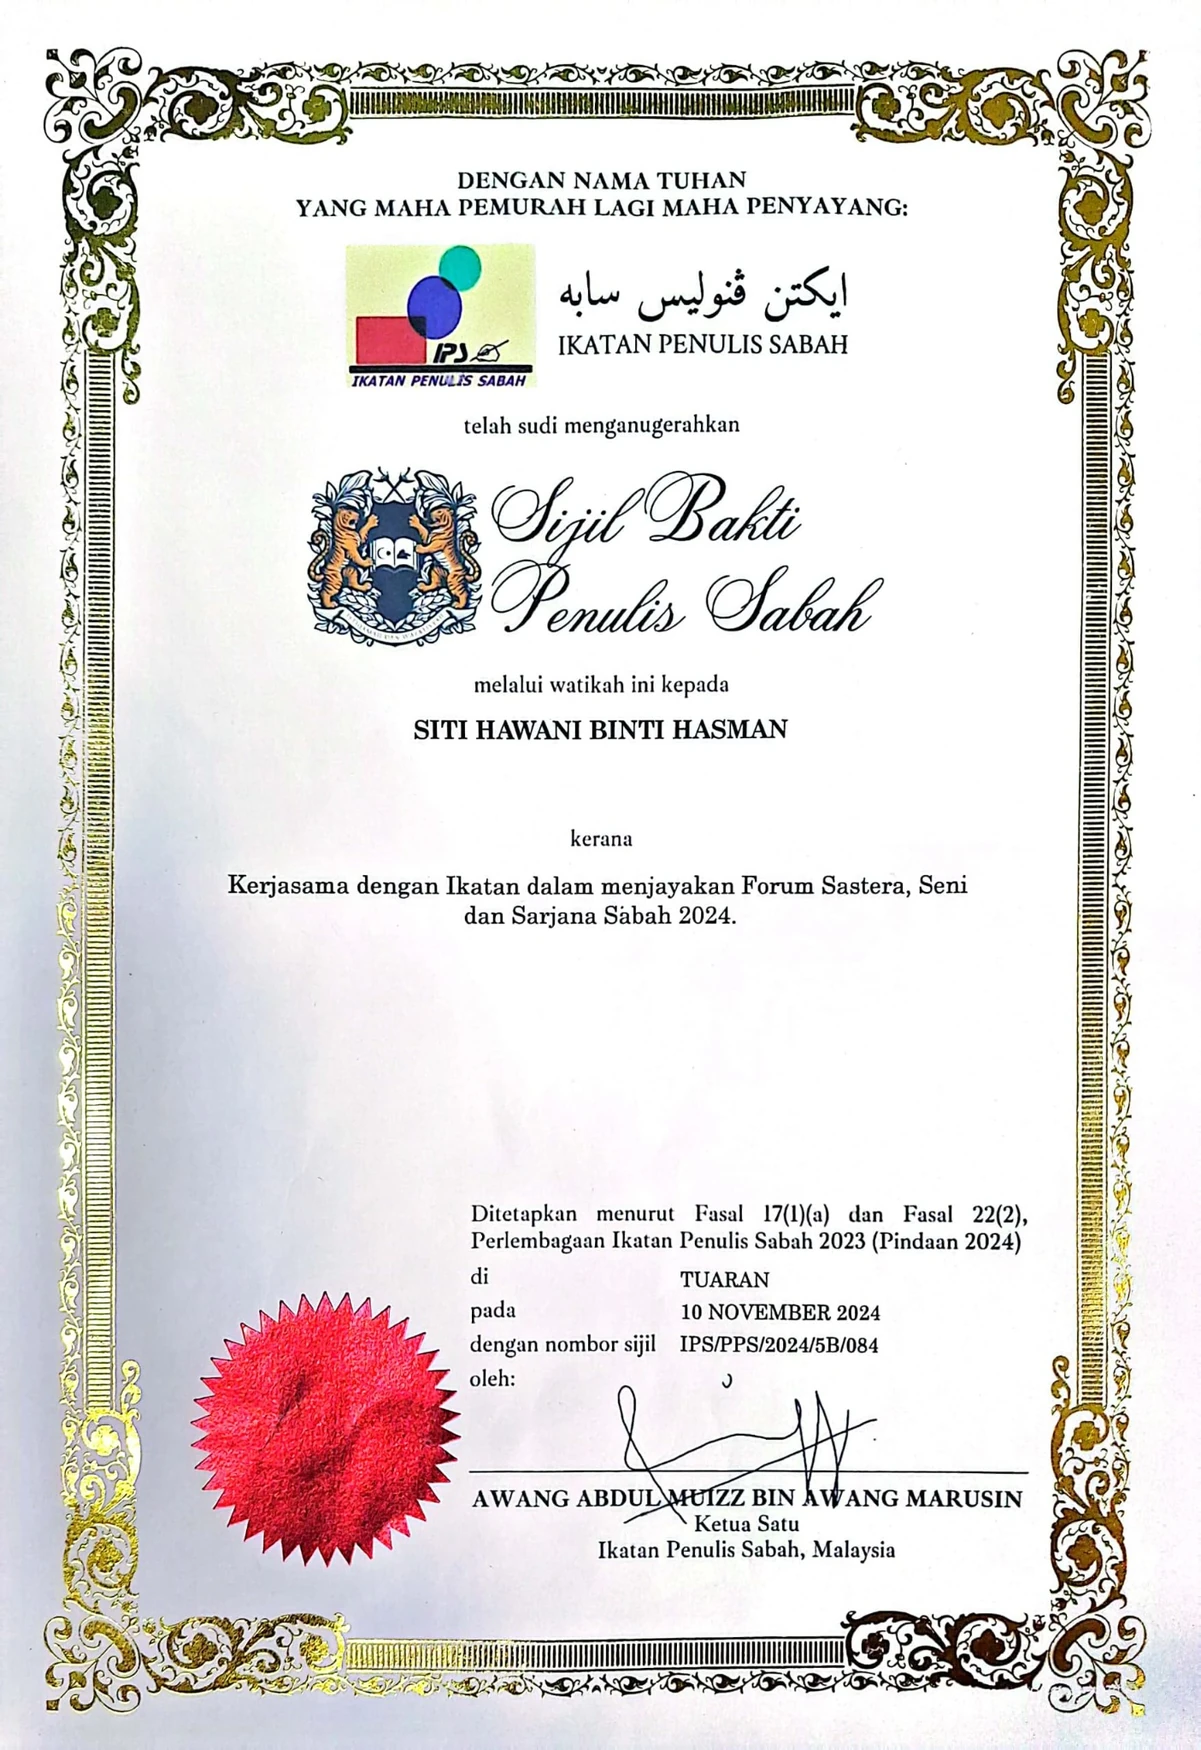 DENGAN NAMA TUHAN
YANG MAHA PEMURAH LAGI MAHA PENYAYANG:
ايكتن ڤنوليس سابه
IKATAN PENULIS SABAH
IPS
IKATAN PENULIS SABAH
telah sudi menganugerahkan
Sijil Bakti
Penulis Sabah
melalui watikah ini kepada
SITI HAWANI BINTI HASMAN
kerana
Kerjasama dengan Ikatan dalam menjayakan Forum Sastera, Seni
dan Sarjana Sabah 2024.
Ditetapkan menurut Fasal 17(1)(a) dan Fasal 22(2),
Perlembagaan Ikatan Penulis Sabah 2023 (Pindaan 2024)
di TUARAN
pada 10 NOVEMBER 2024
dengan nombor sijil IPS/PPS/2024/5B/084
oleh:
AWANG ABDUL MUIZZ BIN AWANG MARUSIN
Ketua Satu
Ikatan Penulis Sabah, Malaysia